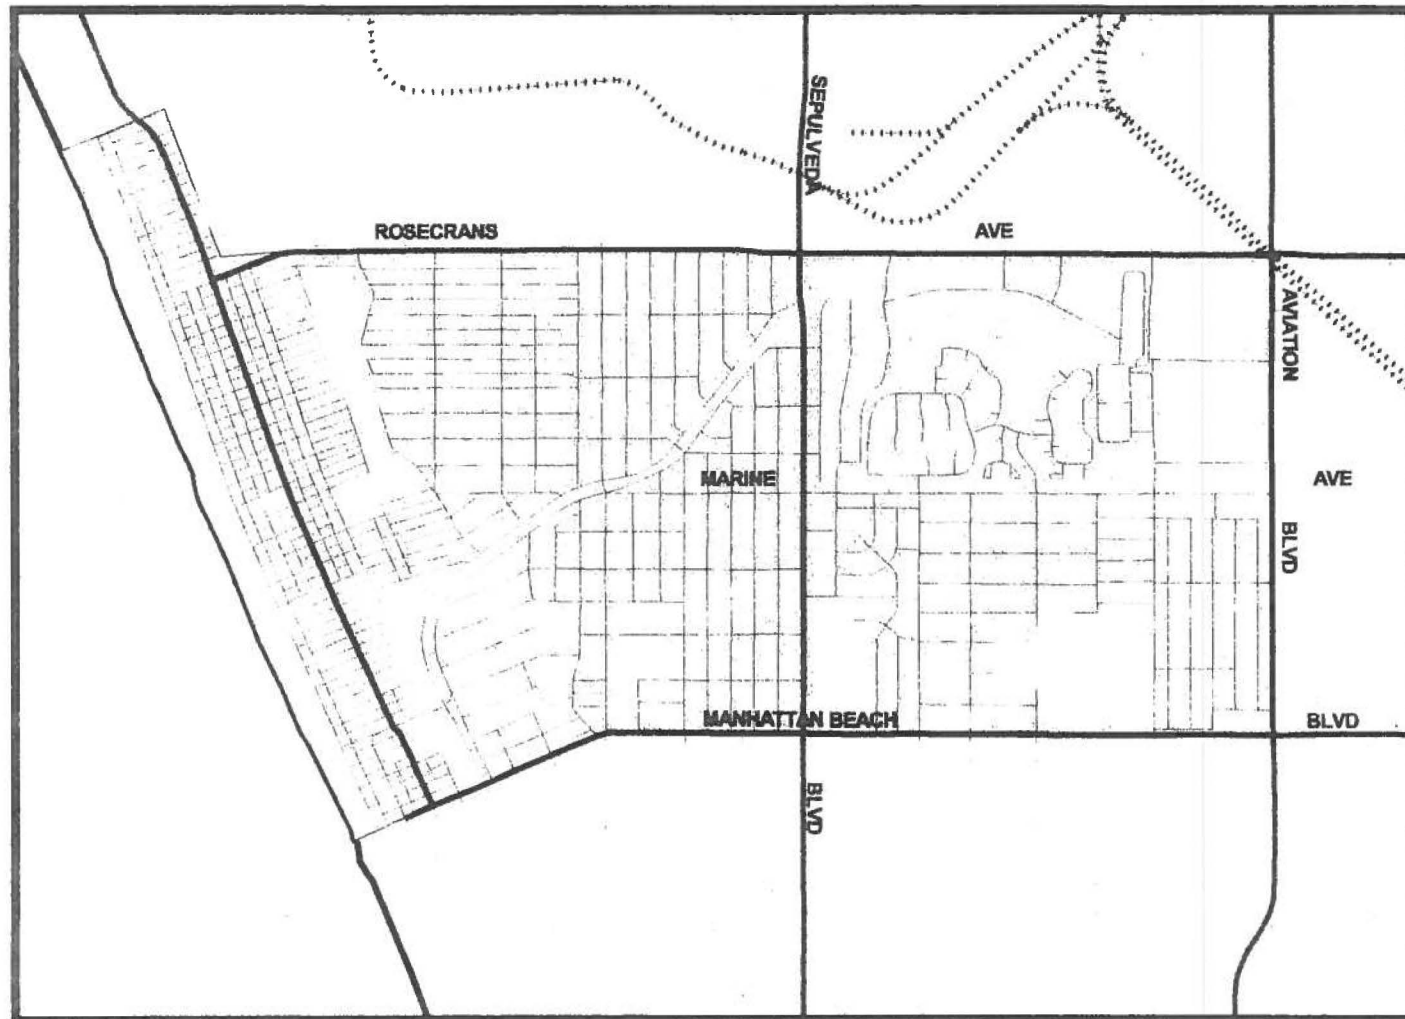 SEPULVEDA
ROSECRANS AVE
AVIATION
MARINE AVE
BLVD
MANHATTAN BEACH BLVD
BLVD